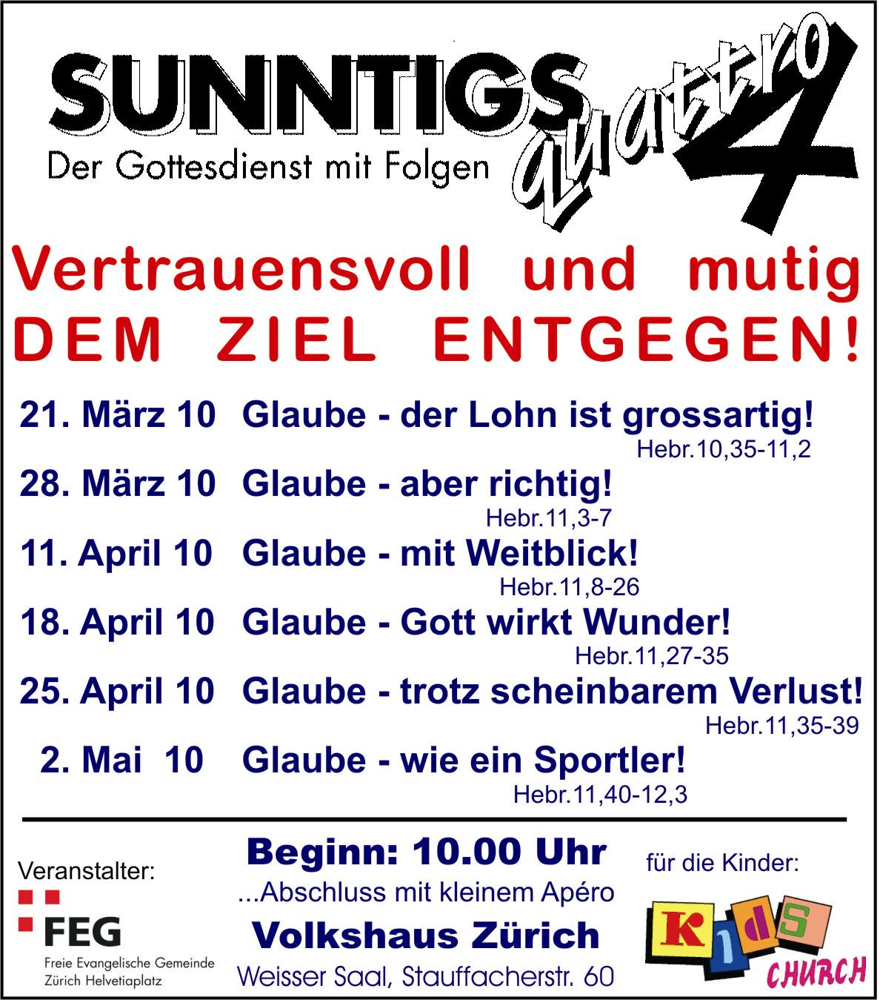 SUNNTIGS quattro 4
Der Gottesdienst mit Folgen
Vertrauensvoll und mutig
DEM ZIEL ENTGEGEN!
21. März 10 Glaube - der Lohn ist grossartig!
Hebr.10,35-11,2
28. März 10 Glaube - aber richtig!
Hebr.11,3-7
11. April 10 Glaube - mit Weitblick!
Hebr.11,8-26
18. April 10 Glaube - Gott wirkt Wunder!
Hebr.11,27-35
25. April 10 Glaube - trotz scheinbarem Verlust!
Hebr.11,35-39
2. Mai 10 Glaube - wie ein Sportler!
Hebr.11,40-12,3
Veranstalter:
FEG
Freie Evangelische Gemeinde
Zürich Helvetiaplatz
Beginn: 10.00 Uhr
...Abschluss mit kleinem Apéro
Volkshaus Zürich
Weisser Saal, Stauffacherstr. 60
für die Kinder:
KidS
CHURCH